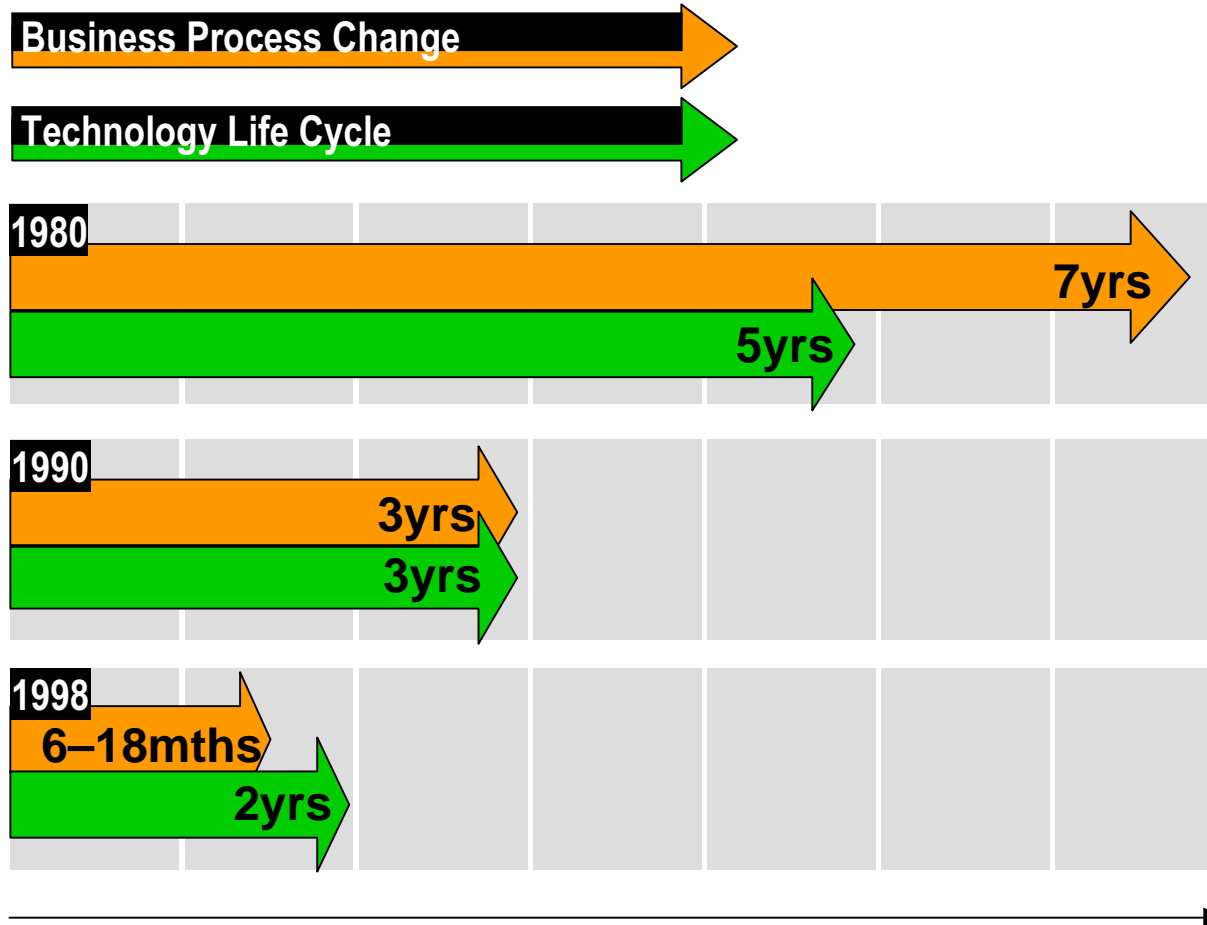 Business Process Change
Technology Life Cycle
1980
7yrs
5yrs
1990
3yrs
3yrs
1998
6–18mths
2yrs